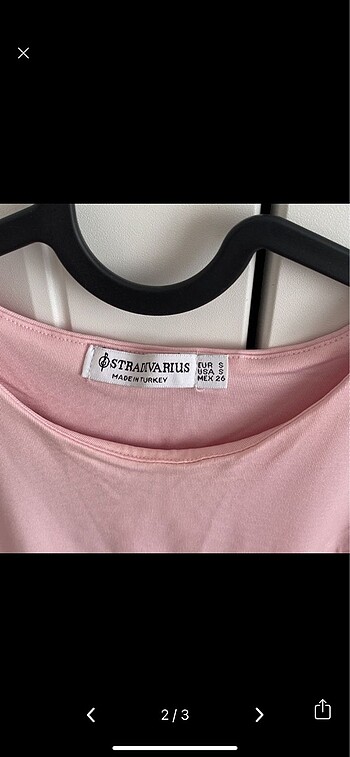 STRADIVARIUS
MADE IN TURKEY
EUR S
USA S
MEX 26
2 / 3